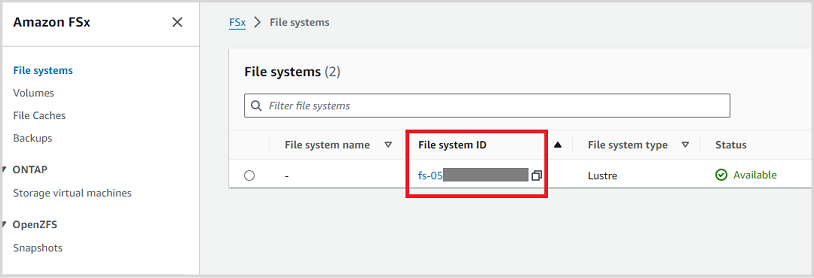 Amazon FSx
File systems
Volumes
File Caches
Backups
ONTAP
Storage virtual machines
OpenZFS
Snapshots
FSx > File systems
File systems (2)
Filter file systems
File system name File system ID File system type Status
- fs-05 Lustre Available